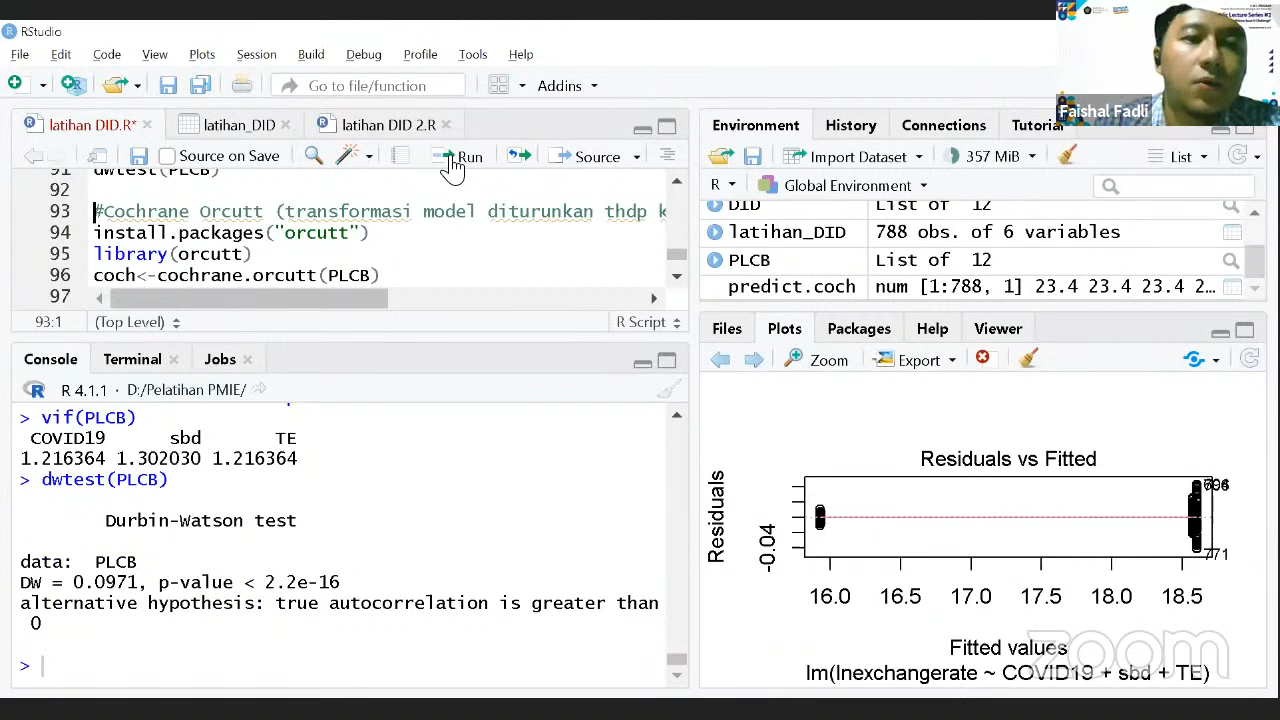 RStudio
File Edit Code View Plots Session Build Debug Profile Tools Help
Go to file/function
Addins
Faishal Fadli
latihan DID.R*
latihan_DID
latihan DID 2.R
Source on Save
Run
Source
91 dwtest(PLCB)
92
93 #Cochrane Orcutt (transformasi model diturunkan thdp k
94 install.packages("orcutt")
95 library(orcutt)
96 coch<-cochrane.orcutt(PLCB)
97
93:1
(Top Level)
R Script
Console
Terminal
Jobs
R 4.1.1 · D:/Pelatihan PMIE/
> vif(PLCB)
COVID19 sbd TE
1.216364 1.302030 1.216364
> dwtest(PLCB)
Durbin-Watson test
data: PLCB
DW = 0.0971, p-value < 2.2e-16
alternative hypothesis: true autocorrelation is greater than
0
>
Environment
History
Connections
Tutorial
Import Dataset
357 MiB
List
R
Global Environment
DID List of 12
latihan_DID 788 obs. of 6 variables
PLCB List of 12
predict.coch num [1:788, 1] 23.4 23.4 23.4 2...
Files
Plots
Packages
Help
Viewer
Zoom
Export
Residuals vs Fitted
Residuals
-0.04
771
16.0 16.5 17.0 17.5 18.0 18.5
Fitted values
lm(lnexchangerate ~ COVID19 + sbd + TE)
zoom